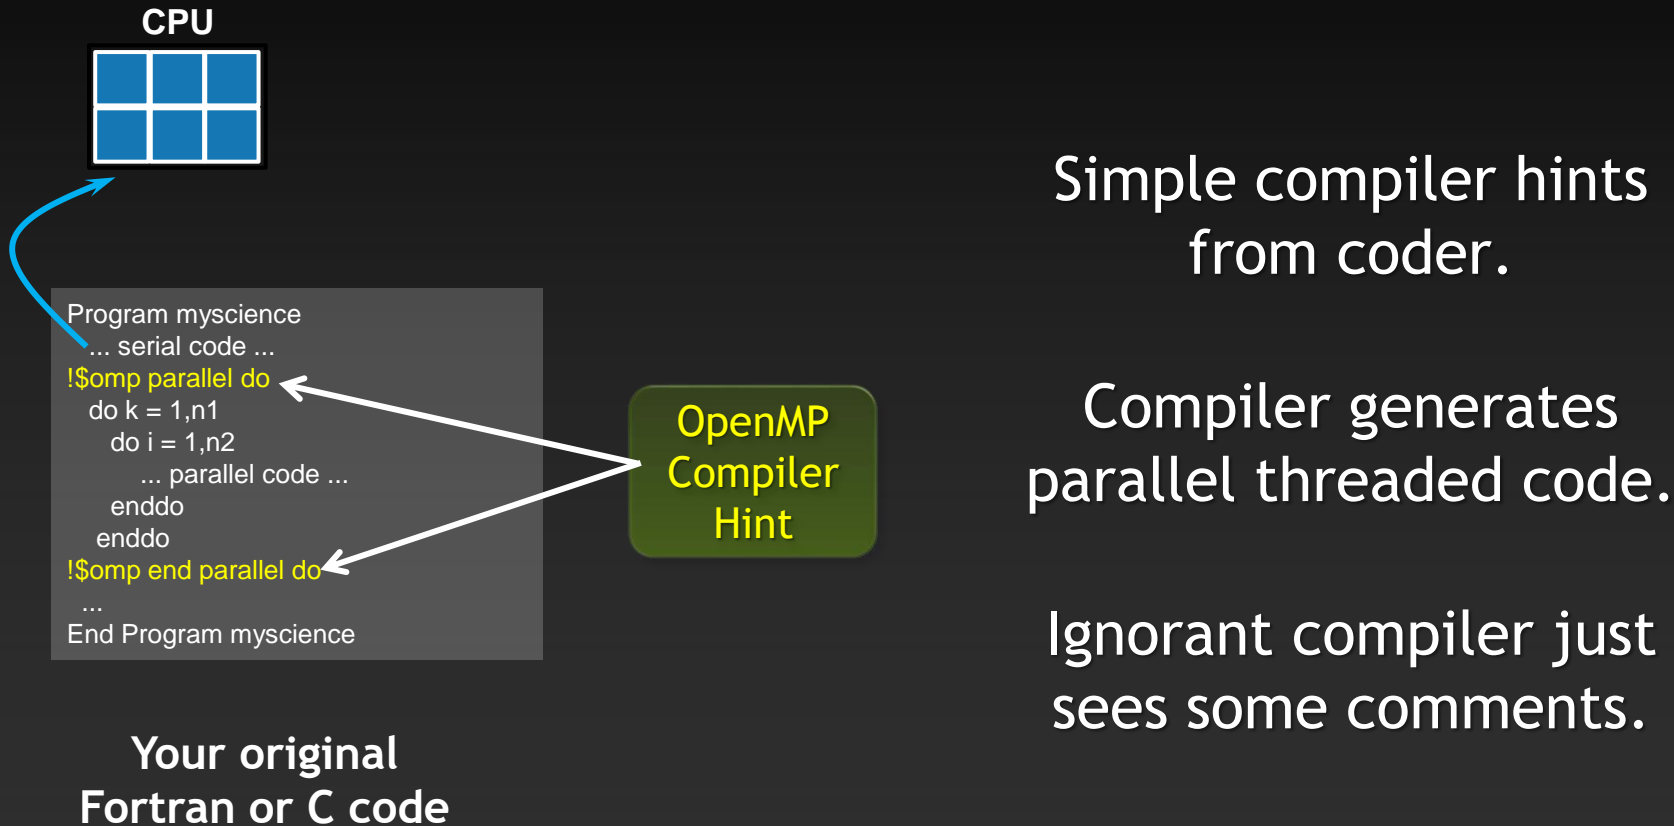 CPU
Program myscience
... serial code ...
!$omp parallel do
do k = 1,n1
do i = 1,n2
... parallel code ...
enddo
enddo
!$omp end parallel do
...
End Program myscience
Your original
Fortran or C code
OpenMP
Compiler
Hint
Simple compiler hints
from coder.
Compiler generates
parallel threaded code.
Ignorant compiler just
sees some comments.